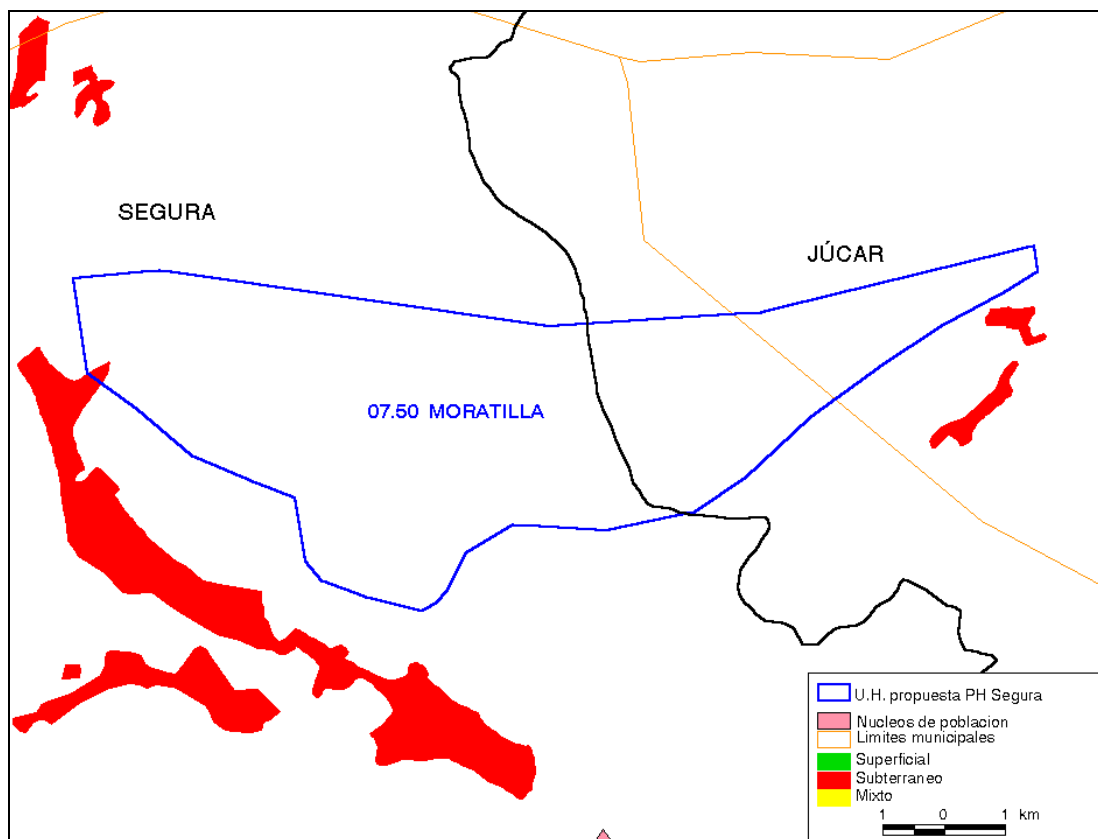 SEGURA
JÚCAR
07.50 MORATILLA
U.H. propuesta PH Segura
Nucleos de poblacion
Limites municipales
Superficial
Subterraneo
Mixto
1 0 1 km